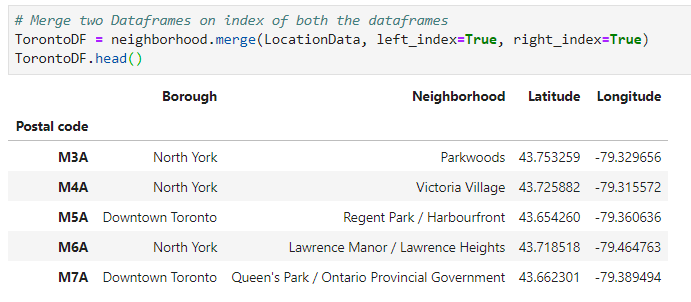 # Merge two Dataframes on index of both the dataframes
TorontoDF = neighborhood.merge(LocationData, left_index=True, right_index=True)
TorontoDF.head()
Borough Neighborhood Latitude Longitude
Postal code
M3A North York Parkwoods 43.753259 -79.329656
M4A North York Victoria Village 43.725882 -79.315572
M5A Downtown Toronto Regent Park / Harbourfront 43.654260 -79.360636
M6A North York Lawrence Manor / Lawrence Heights 43.718518 -79.464763
M7A Downtown Toronto Queen's Park / Ontario Provincial Government 43.662301 -79.389494